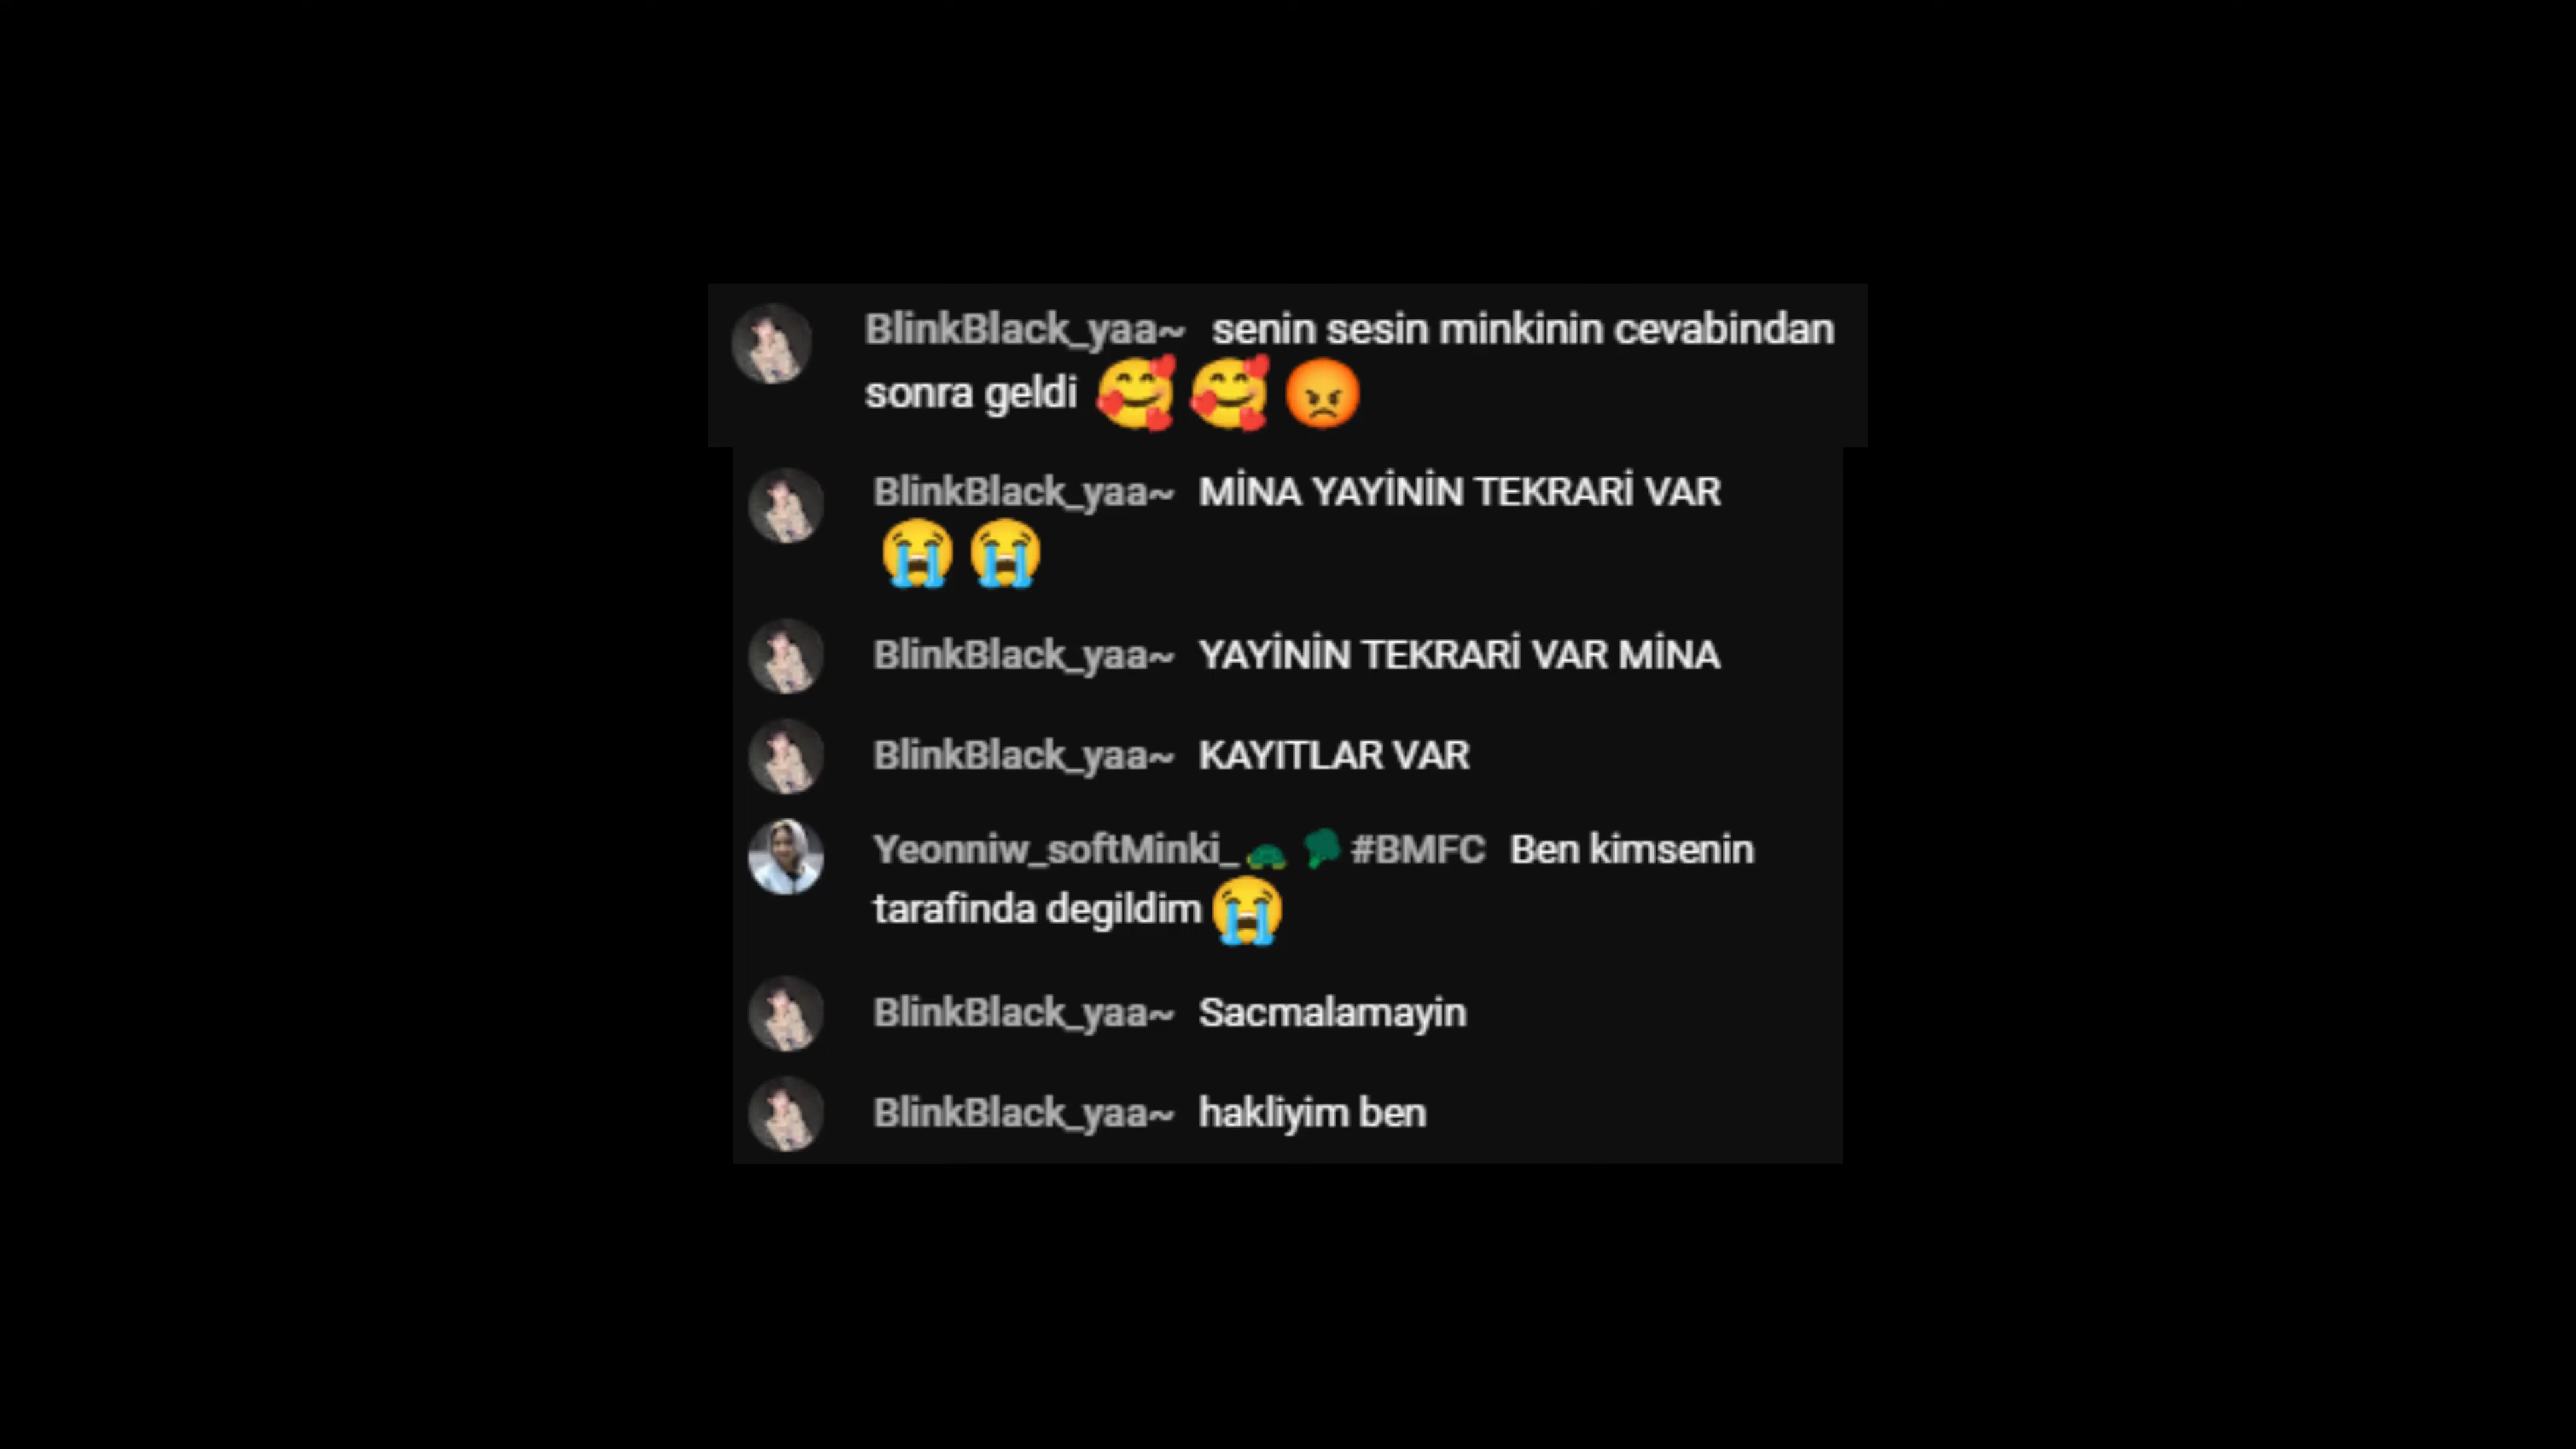 BlinkBlack_yaa~ senin sesin minkinin cevabindan
sonra geldi 🥰🥰😡
BlinkBlack_yaa~ MİNA YAYİNİN TEKRARİ VAR
😭😭
BlinkBlack_yaa~ YAYİNİN TEKRARİ VAR MİNA
BlinkBlack_yaa~ KAYITLAR VAR
Yeonniw_softMinki_🐢🥦#BMFC Ben kimsenin
tarafinda degildim😭
BlinkBlack_yaa~ Sacmalamayin
BlinkBlack_yaa~ hakliyim ben